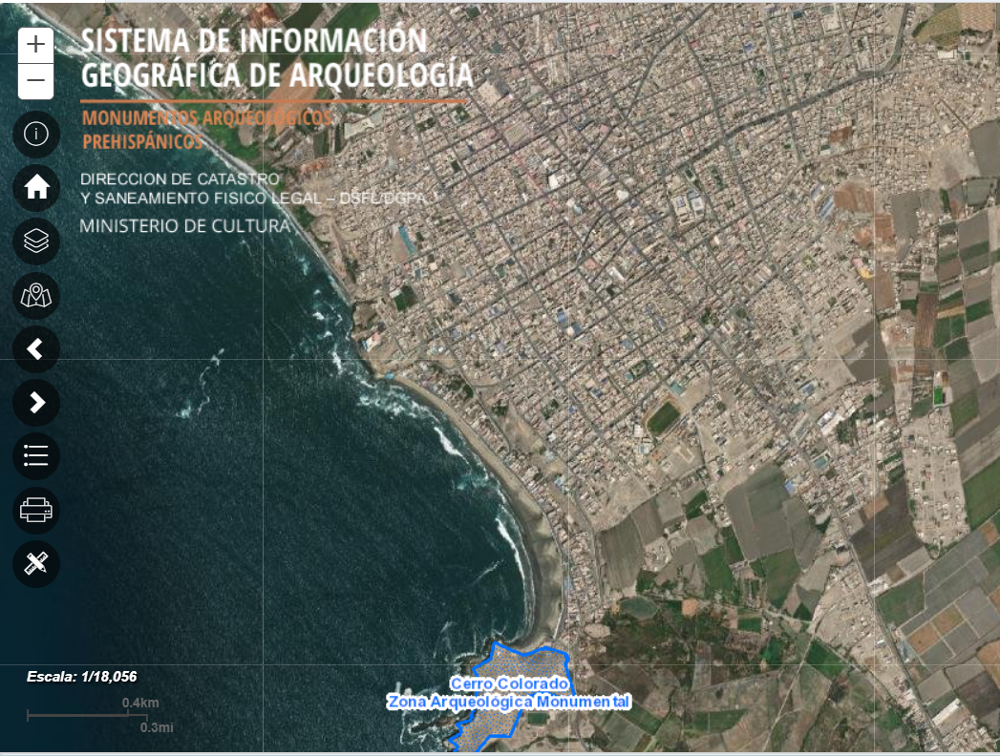 SISTEMA DE INFORMACIÓN
GEOGRÁFICA DE ARQUEOLOGÍA
MONUMENTOS ARQUEOLÓGICOS
PREHISPÁNICOS
DIRECCION DE CATASTRO
Y SANEAMIENTO FISICO LEGAL – DSFL/DGPA
MINISTERIO DE CULTURA
Cerro Colorado
Zona Arqueológica Monumental
Escala: 1/18,056
0.4km
0.3mi